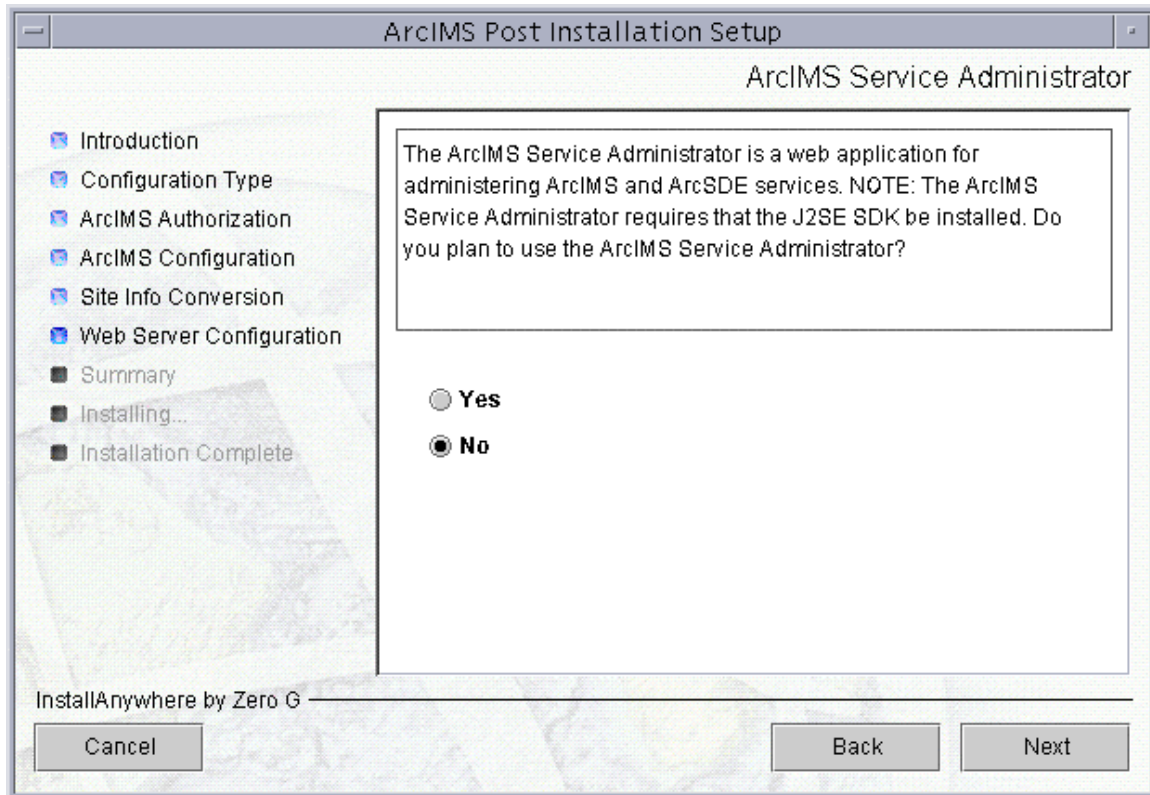 ArcIMS Post Installation Setup
ArcIMS Service Administrator
Introduction
Configuration Type
ArcIMS Authorization
ArcIMS Configuration
Site Info Conversion
Web Server Configuration
Summary
Installing...
Installation Complete
The ArcIMS Service Administrator is a web application for
administering ArcIMS and ArcSDE services. NOTE: The ArcIMS
Service Administrator requires that the J2SE SDK be installed. Do
you plan to use the ArcIMS Service Administrator?
Yes
No
InstallAnywhere by Zero G
Cancel
Back
Next